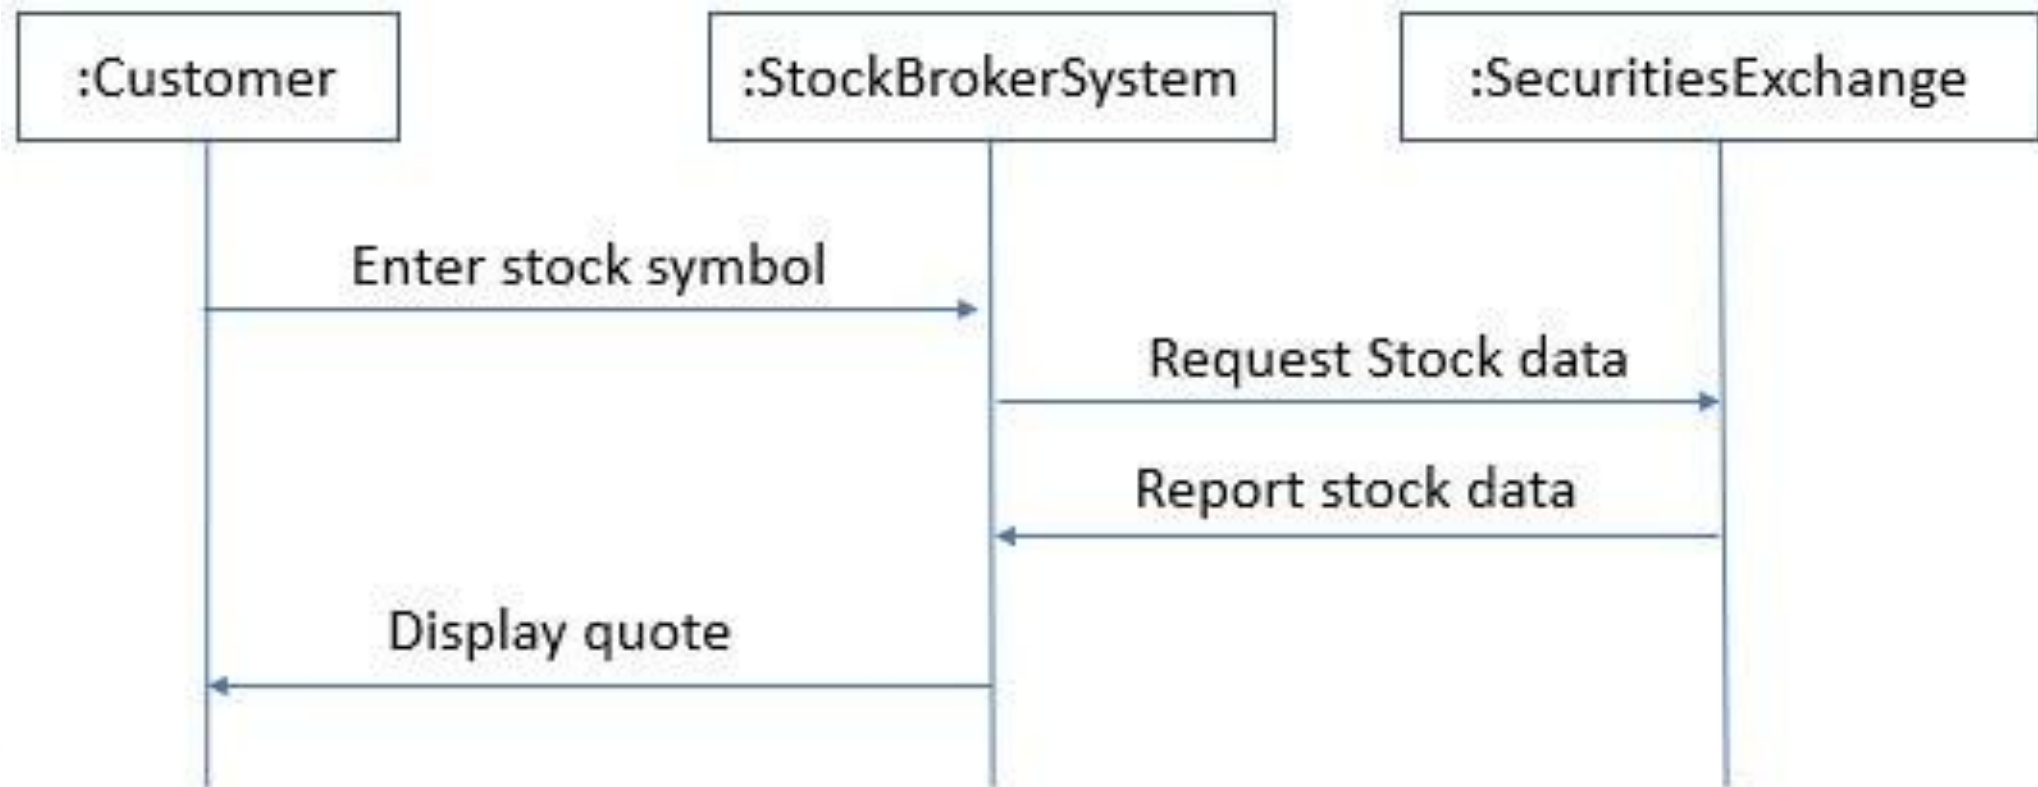 :Customer
:StockBrokerSystem
:SecuritiesExchange
Enter stock symbol
Request Stock data
Report stock data
Display quote